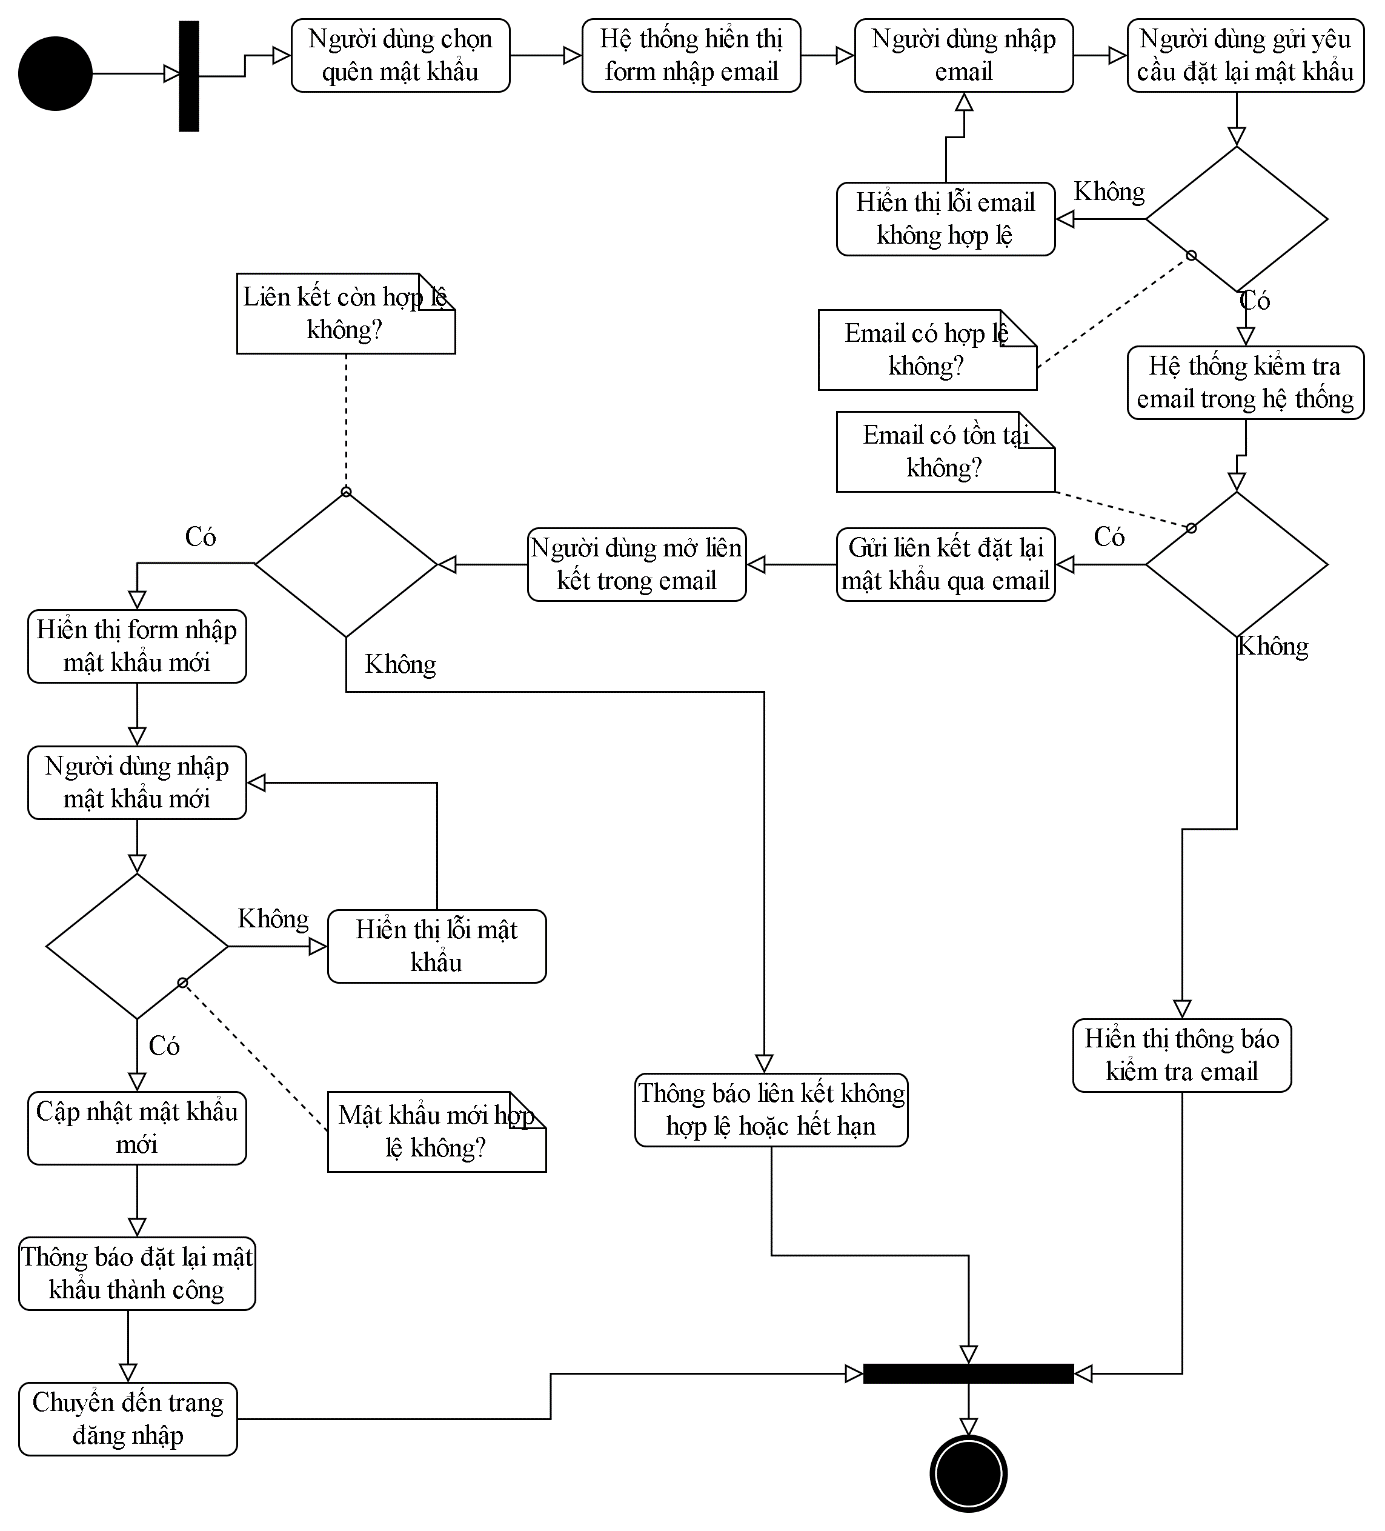 Người dùng chọn
quên mật khẩu
Hệ thống hiển thị
form nhập email
Người dùng nhập
email
Người dùng gửi yêu
cầu đặt lại mật khẩu
Không
Hiển thị lỗi email
không hợp lệ
Có
Liên kết còn hợp lệ
không?
Email có hợp lệ
không?
Hệ thống kiểm tra
email trong hệ thống
Email có tồn tại
không?
Có
Có
Người dùng mở liên
kết trong email
Gửi liên kết đặt lại
mật khẩu qua email
Không
Không
Hiển thị form nhập
mật khẩu mới
Người dùng nhập
mật khẩu mới
Không
Hiển thị lỗi mật
khẩu
Có
Hiển thị thông báo
kiểm tra email
Cập nhật mật khẩu
mới
Mật khẩu mới hợp
lệ không?
Thông báo liên kết không
hợp lệ hoặc hết hạn
Thông báo đặt lại mật
khẩu thành công
Chuyển đến trang
đăng nhập